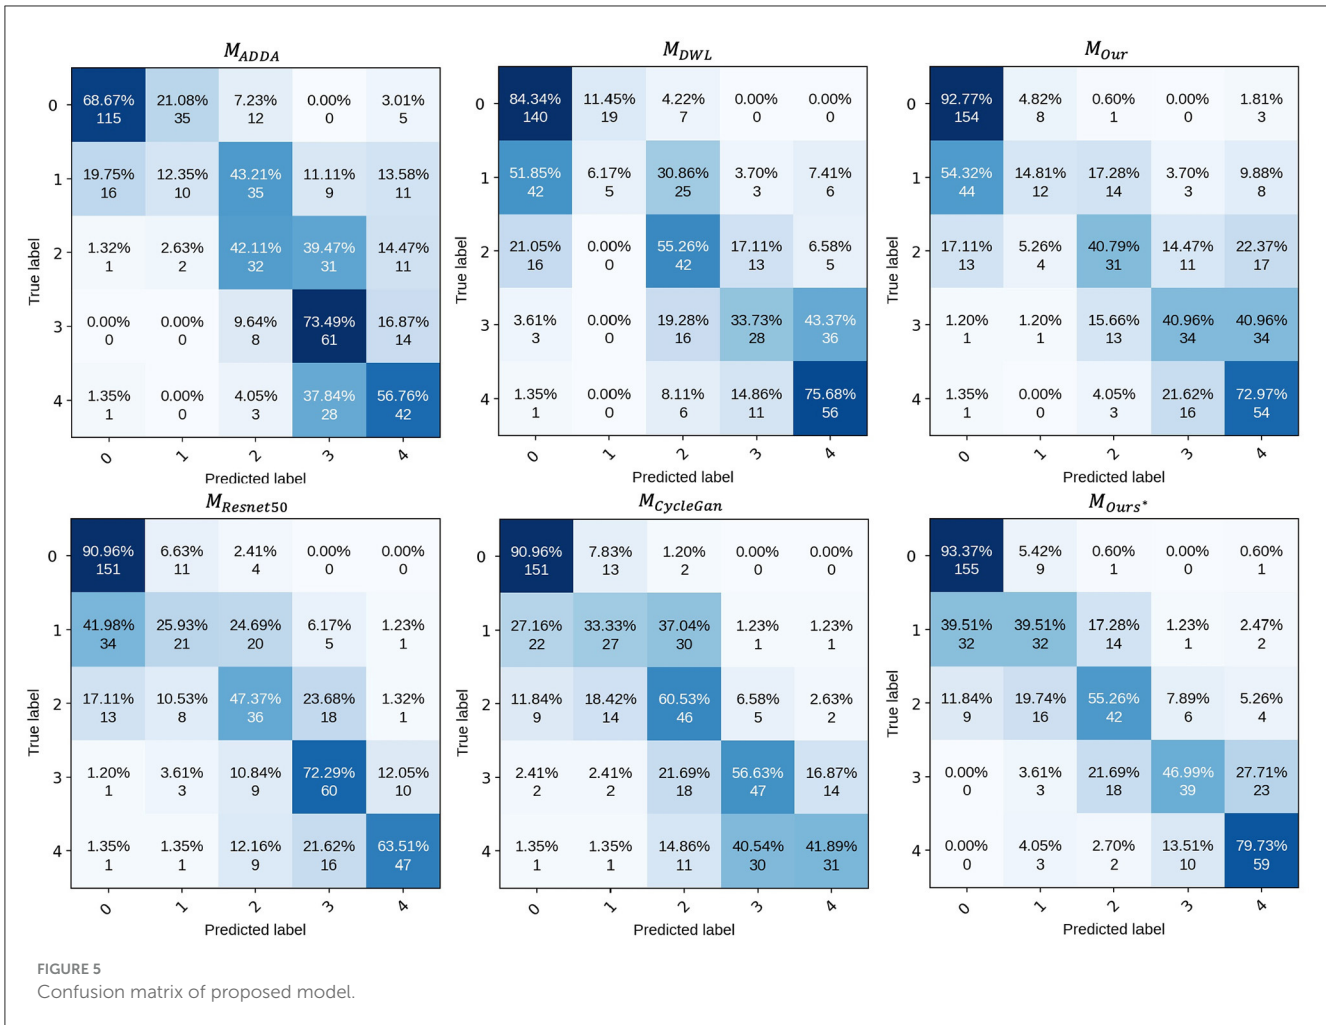 M_ADDA
0 68.67% 21.08% 7.23% 0.00% 3.01%
115 35 12 0 5
1 19.75% 12.35% 43.21% 11.11% 13.58%
16 10 35 9 11
2 1.32% 2.63% 42.11% 39.47% 14.47%
1 2 32 31 11
3 0.00% 0.00% 9.64% 73.49% 16.87%
0 0 8 61 14
4 1.35% 0.00% 4.05% 37.84% 56.76%
1 0 3 28 42
0 1 2 3 4
True label
Predicted label
M_DWL
0 84.34% 11.45% 4.22% 0.00% 0.00%
140 19 7 0 0
1 51.85% 6.17% 30.86% 3.70% 7.41%
42 5 25 3 6
2 21.05% 0.00% 55.26% 17.11% 6.58%
16 0 42 13 5
3 3.61% 0.00% 19.28% 33.73% 43.37%
3 0 16 28 36
4 1.35% 0.00% 8.11% 14.86% 75.68%
1 0 6 11 56
0 1 2 3 4
True label
Predicted label
M_Our
0 92.77% 4.82% 0.60% 0.00% 1.81%
154 8 1 0 3
1 54.32% 14.81% 17.28% 3.70% 9.88%
44 12 14 3 8
2 17.11% 5.26% 40.79% 14.47% 22.37%
13 4 31 11 17
3 1.20% 1.20% 15.66% 40.96% 40.96%
1 1 13 34 34
4 1.35% 0.00% 4.05% 21.62% 72.97%
1 0 3 16 54
0 1 2 3 4
True label
Predicted label
M_Resnet50
0 90.96% 6.63% 2.41% 0.00% 0.00%
151 11 4 0 0
1 41.98% 25.93% 24.69% 6.17% 1.23%
34 21 20 5 1
2 17.11% 10.53% 47.37% 23.68% 1.32%
13 8 36 18 1
3 1.20% 3.61% 10.84% 72.29% 12.05%
1 3 9 60 10
4 1.35% 1.35% 12.16% 21.62% 63.51%
1 1 9 16 47
0 1 2 3 4
True label
Predicted label
M_CycleGan
0 90.96% 7.83% 1.20% 0.00% 0.00%
151 13 2 0 0
1 27.16% 33.33% 37.04% 1.23% 1.23%
22 27 30 1 1
2 11.84% 18.42% 60.53% 6.58% 2.63%
9 14 46 5 2
3 2.41% 2.41% 21.69% 56.63% 16.87%
2 2 18 47 14
4 1.35% 1.35% 14.86% 40.54% 41.89%
1 1 11 30 31
0 1 2 3 4
True label
Predicted label
M_Ours*
0 93.37% 5.42% 0.60% 0.00% 0.60%
155 9 1 0 1
1 39.51% 39.51% 17.28% 1.23% 2.47%
32 32 14 1 2
2 11.84% 19.74% 55.26% 7.89% 5.26%
9 16 42 6 4
3 0.00% 3.61% 21.69% 46.99% 27.71%
0 3 18 39 23
4 0.00% 4.05% 2.70% 13.51% 79.73%
0 3 2 10 59
0 1 2 3 4
True label
Predicted label
FIGURE 5
Confusion matrix of proposed model.